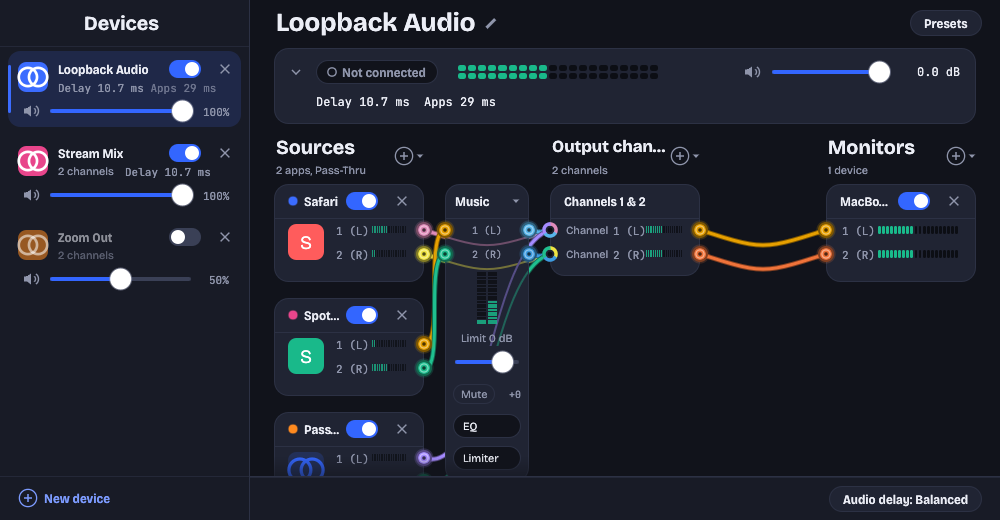 Devices
Loopback Audio
Delay 10.7 ms Apps 29 ms
100%
Stream Mix
2 channels Delay 10.7 ms
100%
Zoom Out
2 channels
50%
New device
Loopback Audio
Presets
Not connected
0.0 dB
Delay 10.7 ms Apps 29 ms
Sources
2 apps, Pass-Thru
Output chan...
2 channels
Monitors
1 device
Safari
S
1 (L)
2 (R)
Spot...
S
1 (L)
2 (R)
Pass...
1 (L)
Music
1 (L)
2 (R)
Limit 0 dB
Mute +0
EQ
Limiter
Channels 1 & 2
Channel 1 (L)
Channel 2 (R)
MacBo...
1 (L)
2 (R)
Audio delay: Balanced